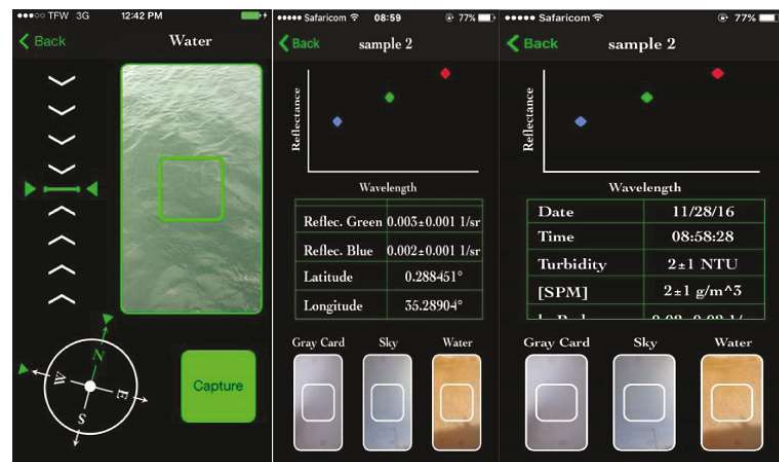 TFW 3G 12:42 PM
Back Water
N
W
E
S
Capture
Safaricom 08:59 77%
Back sample 2
Reflectance
Wavelength
Reflec. Green 0.003±0.001 1/sr
Reflec. Blue 0.002±0.001 1/sr
Latitude 0.288451°
Longitude 35.28904°
Gray Card Sky Water
Safaricom 77%
Back sample 2
Reflectance
Wavelength
Date 11/28/16
Time 08:58:28
Turbidity 2±1 NTU
[SPM] 2±1 g/m^3
Gray Card Sky Water